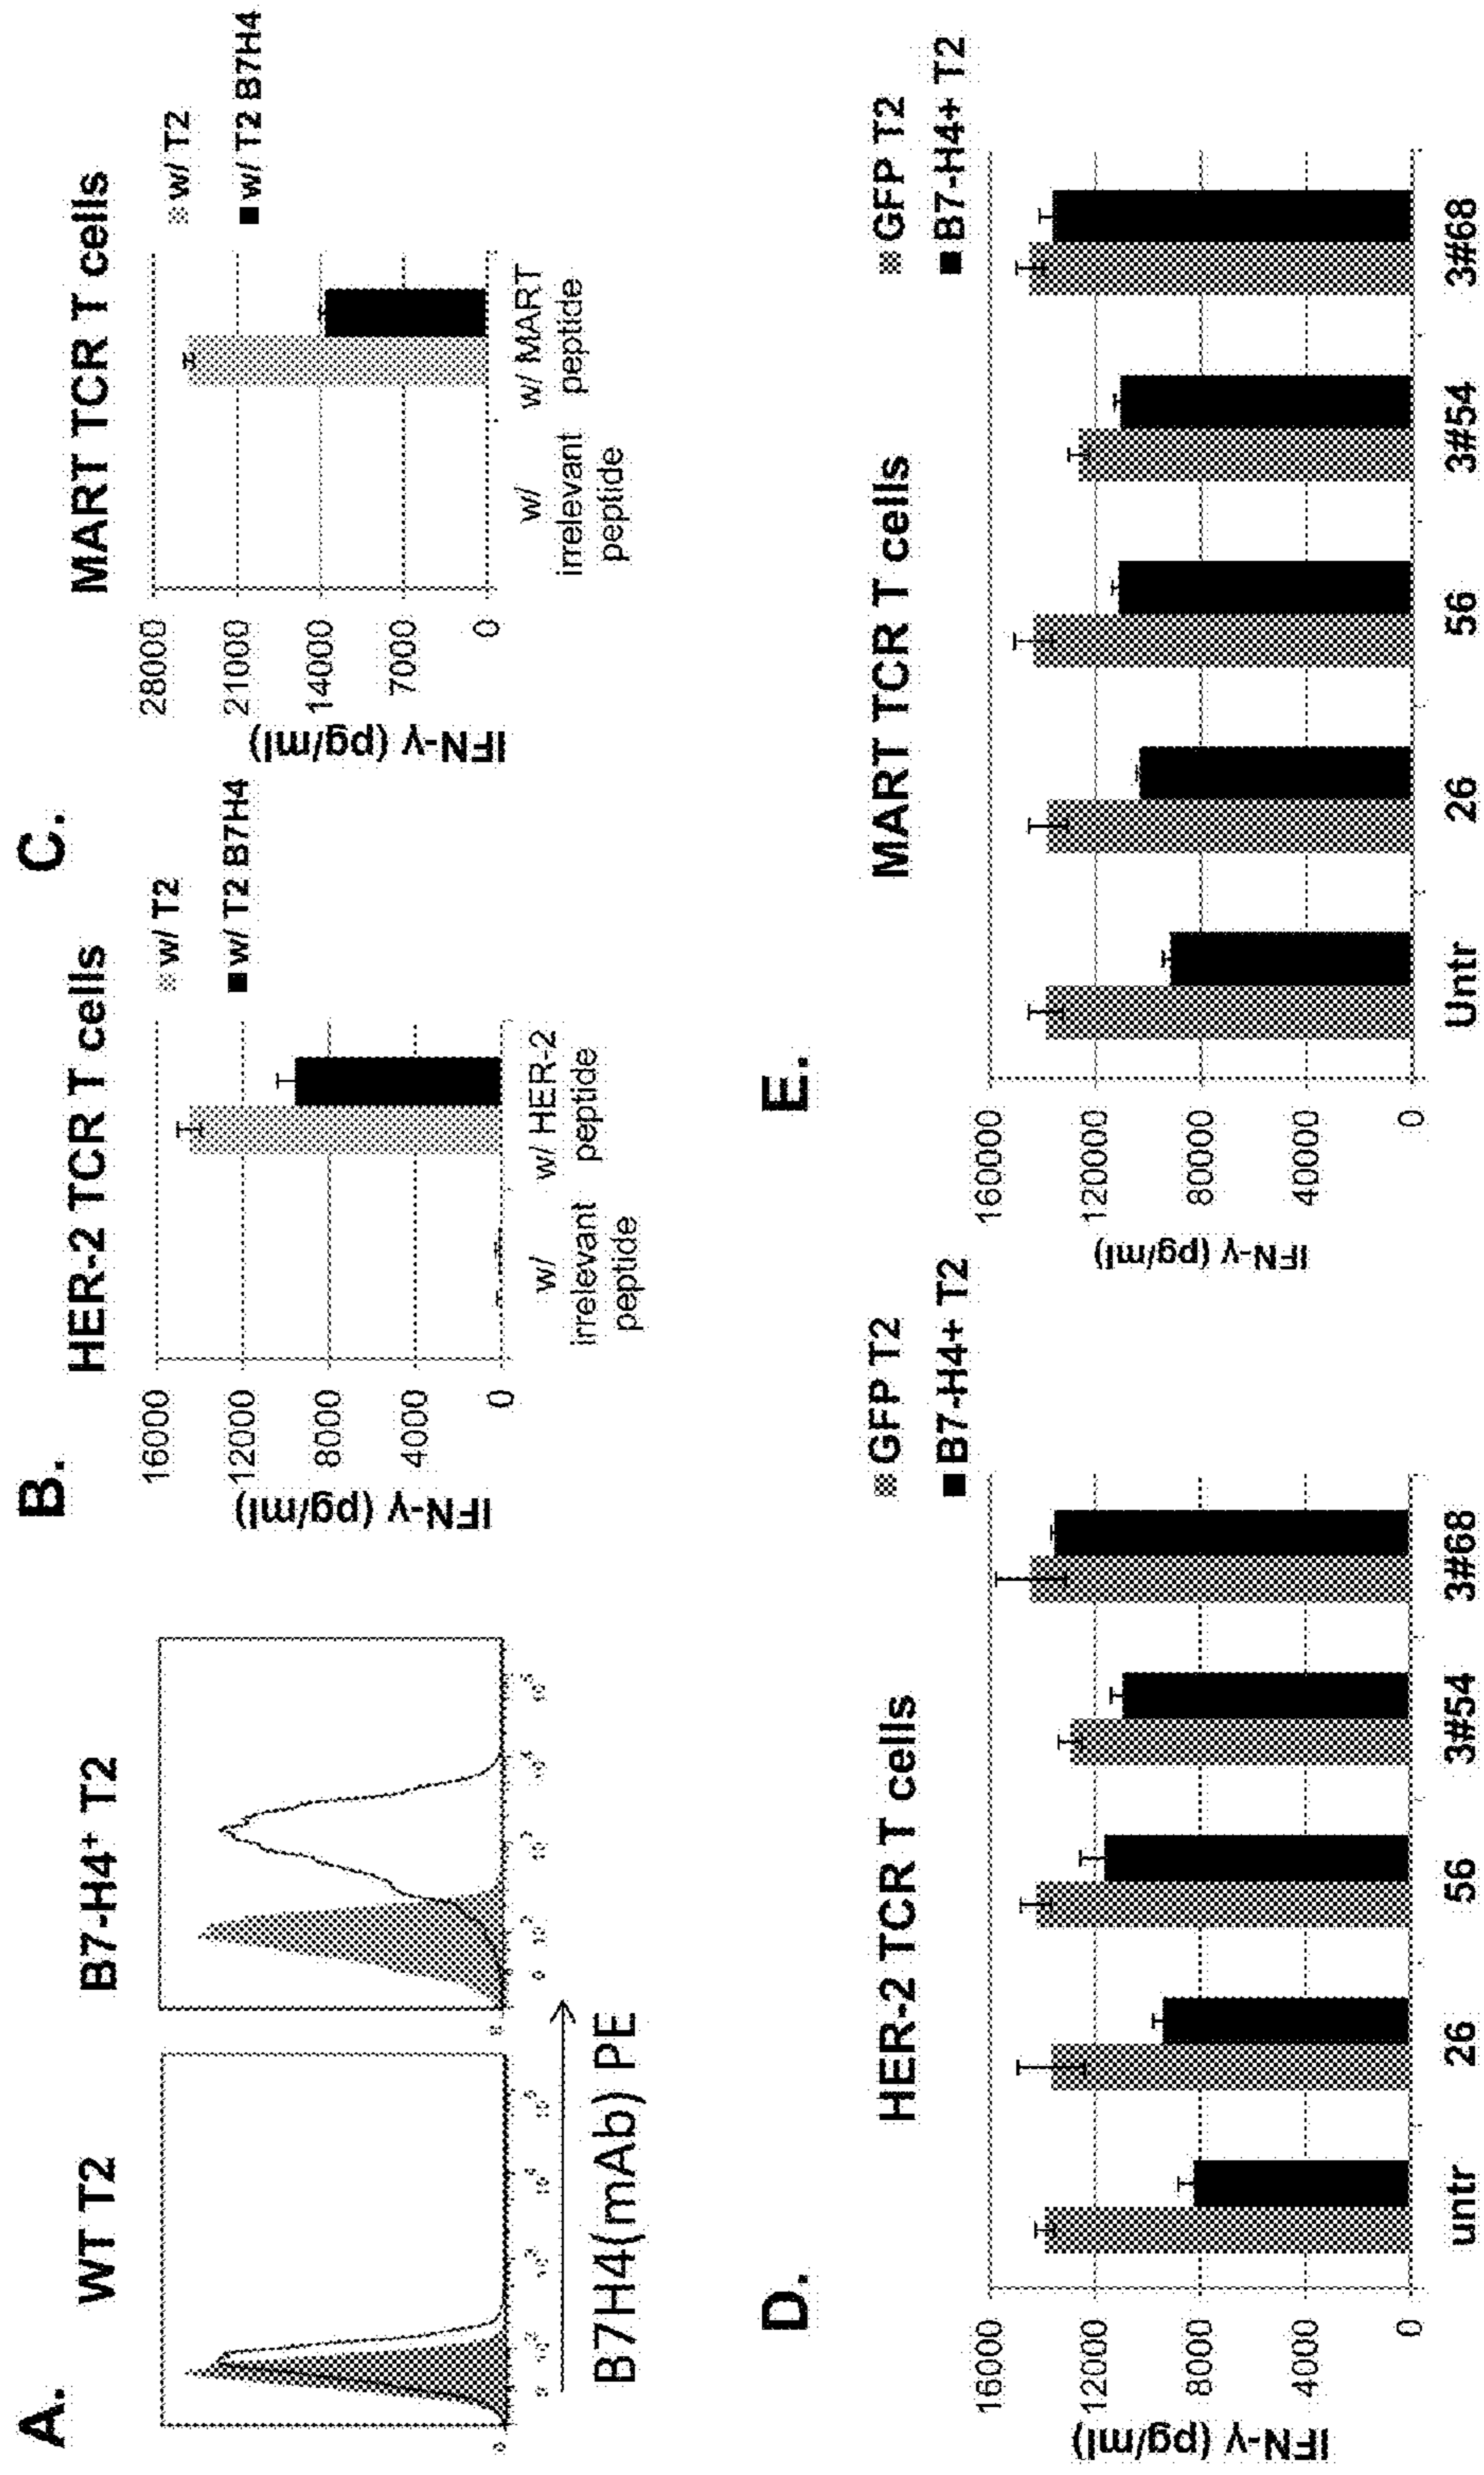 A.
WT T2
B7-H4⁺ T2
B7H4(mAb) PE
B.
HER-2 TCR T cells
w/ T2
w/ T2 B7H4
IFN-γ (pg/ml)
16000
12000
8000
4000
0
w/
irrelevant
peptide
w/ HER-2
peptide
C.
MART TCR T cells
w/ T2
w/ T2 B7H4
IFN-γ (pg/ml)
28000
21000
14000
7000
0
w/
irrelevant
peptide
w/ MART
peptide
D.
HER-2 TCR T cells
GFP T2
B7-H4+ T2
IFN-γ (pg/ml)
16000
12000
8000
4000
0
untr
26
56
3#54
3#68
E.
MART TCR T cells
GFP T2
B7-H4+ T2
IFN-γ (pg/ml)
160000
120000
80000
40000
0
Untr
26
56
3#54
3#68